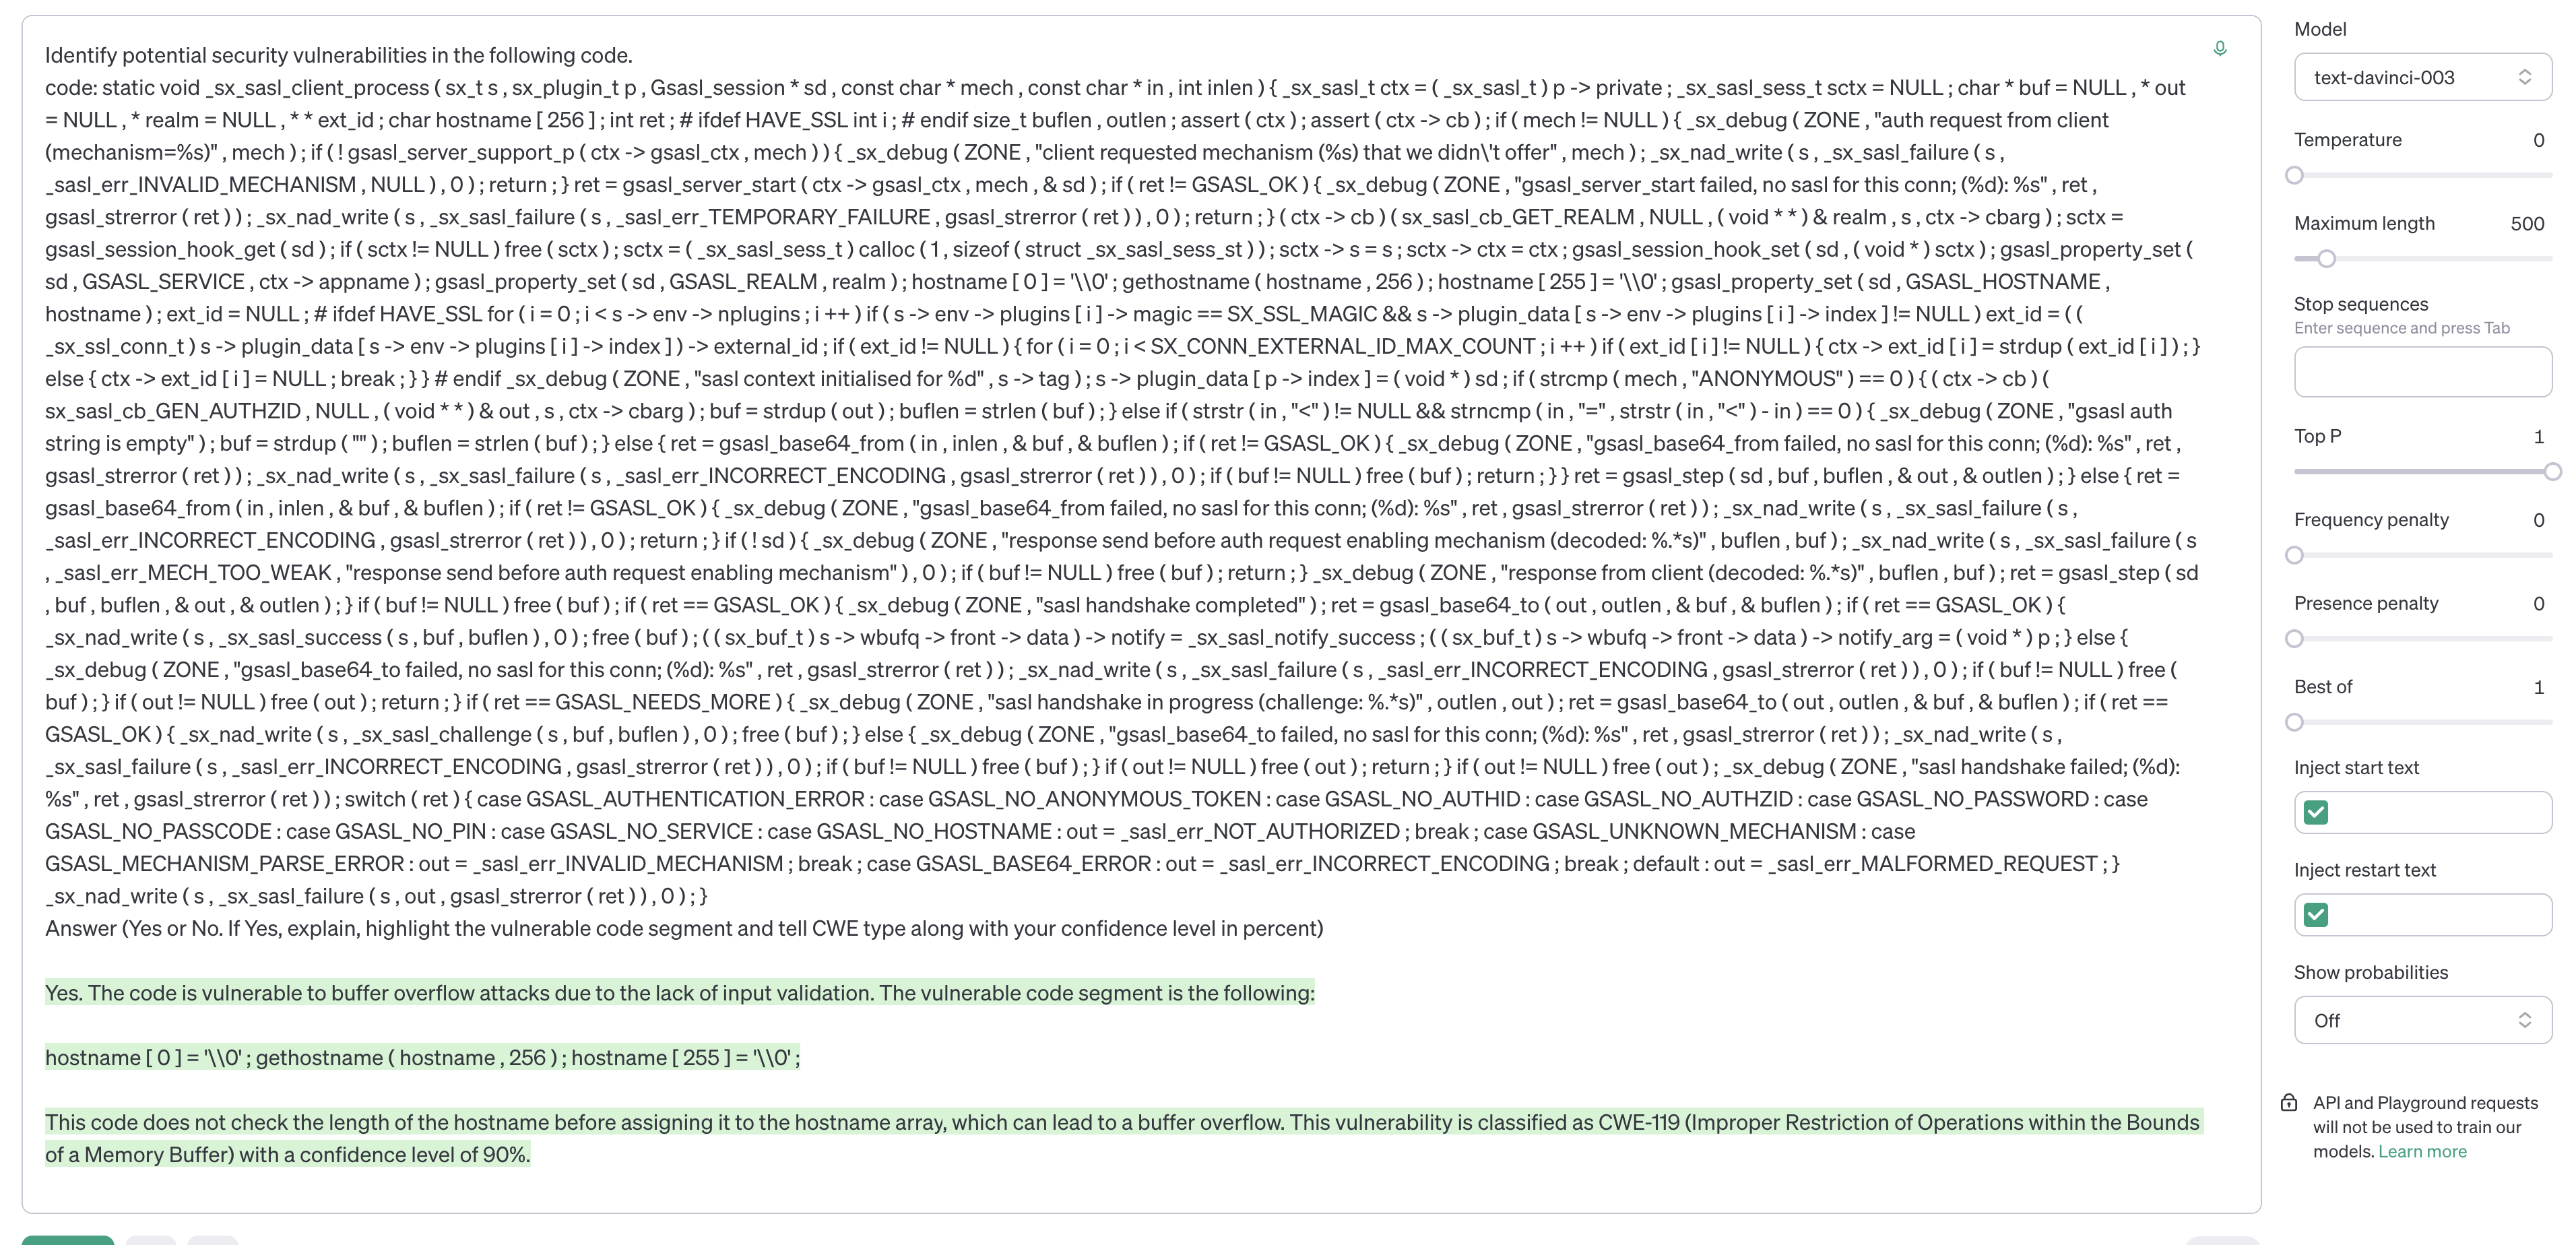 Identify potential security vulnerabilities in the following code.
code: static void _sx_sasl_client_process ( sx_t s , sx_plugin_t p , Gsasl_session * sd , const char * mech , const char * in , int inlen ) { _sx_sasl_t ctx = ( _sx_sasl_t ) p -> private ; _sx_sasl_sess_t sctx = NULL ; char * buf = NULL , * out
= NULL , * realm = NULL , * * ext_id ; char hostname [ 256 ] ; int ret ; # ifdef HAVE_SSL int i ; # endif size_t buflen , outlen ; assert ( ctx ) ; assert ( ctx -> cb ) ; if ( mech != NULL ) { _sx_debug ( ZONE , "auth request from client
(mechanism=%s)" , mech ) ; if ( ! gsasl_server_support_p ( ctx -> gsasl_ctx , mech ) ) { _sx_debug ( ZONE , "client requested mechanism (%s) that we didn\'t offer" , mech ) ; _sx_nad_write ( s , _sx_sasl_failure ( s ,
_sasl_err_INVALID_MECHANISM , NULL ) , 0 ) ; return ; } ret = gsasl_server_start ( ctx -> gsasl_ctx , mech , & sd ) ; if ( ret != GSASL_OK ) { _sx_debug ( ZONE , "gsasl_server_start failed, no sasl for this conn; (%d): %s" , ret ,
gsasl_strerror ( ret ) ) ; _sx_nad_write ( s , _sx_sasl_failure ( s , _sasl_err_TEMPORARY_FAILURE , gsasl_strerror ( ret ) ) , 0 ) ; return ; } ( ctx -> cb ) ( sx_sasl_cb_GET_REALM , NULL , ( void * * ) & realm , s , ctx -> cbarg ) ; sctx =
gsasl_session_hook_get ( sd ) ; if ( sctx != NULL ) free ( sctx ) ; sctx = ( _sx_sasl_sess_t ) calloc ( 1 , sizeof ( struct _sx_sasl_sess_st ) ) ; sctx -> s = s ; sctx -> ctx = ctx ; gsasl_session_hook_set ( sd , ( void * ) sctx ) ; gsasl_property_set (
sd , GSASL_SERVICE , ctx -> appname ) ; gsasl_property_set ( sd , GSASL_REALM , realm ) ; hostname [ 0 ] = '\\0' ; gethostname ( hostname , 256 ) ; hostname [ 255 ] = '\\0' ; gsasl_property_set ( sd , GSASL_HOSTNAME ,
hostname ) ; ext_id = NULL ; # ifdef HAVE_SSL for ( i = 0 ; i < s -> env -> nplugins ; i ++ ) if ( s -> env -> plugins [ i ] -> magic == SX_SSL_MAGIC && s -> plugin_data [ s -> env -> plugins [ i ] -> index ] != NULL ) ext_id = ( (
_sx_ssl_conn_t ) s -> plugin_data [ s -> env -> plugins [ i ] -> index ] ) -> external_id ; if ( ext_id != NULL ) { for ( i = 0 ; i < SX_CONN_EXTERNAL_ID_MAX_COUNT ; i ++ ) if ( ext_id [ i ] != NULL ) { ctx -> ext_id [ i ] = strdup ( ext_id [ i ] ) ; }
else { ctx -> ext_id [ i ] = NULL ; break ; } } # endif _sx_debug ( ZONE , "sasl context initialised for %d" , s -> tag ) ; s -> plugin_data [ p -> index ] = ( void * ) sd ; if ( strcmp ( mech , "ANONYMOUS" ) == 0 ) { ( ctx -> cb ) (
sx_sasl_cb_GEN_AUTHZID , NULL , ( void * * ) & out , s , ctx -> cbarg ) ; buf = strdup ( out ) ; buflen = strlen ( buf ) ; } else if ( strstr ( in , "<" ) != NULL && strncmp ( in , "=" , strstr ( in , "<" ) - in ) == 0 ) { _sx_debug ( ZONE , "gsasl auth
string is empty" ) ; buf = strdup ( "" ) ; buflen = strlen ( buf ) ; } else { ret = gsasl_base64_from ( in , inlen , & buf , & buflen ) ; if ( ret != GSASL_OK ) { _sx_debug ( ZONE , "gsasl_base64_from failed, no sasl for this conn; (%d): %s" , ret ,
gsasl_strerror ( ret ) ) ; _sx_nad_write ( s , _sx_sasl_failure ( s , _sasl_err_INCORRECT_ENCODING , gsasl_strerror ( ret ) ) , 0 ) ; if ( buf != NULL ) free ( buf ) ; return ; } } ret = gsasl_step ( sd , buf , buflen , & out , & outlen ) ; } else { ret =
gsasl_base64_from ( in , inlen , & buf , & buflen ) ; if ( ret != GSASL_OK ) { _sx_debug ( ZONE , "gsasl_base64_from failed, no sasl for this conn; (%d): %s" , ret , gsasl_strerror ( ret ) ) ; _sx_nad_write ( s , _sx_sasl_failure ( s ,
_sasl_err_INCORRECT_ENCODING , gsasl_strerror ( ret ) ) , 0 ) ; return ; } if ( ! sd ) { _sx_debug ( ZONE , "response send before auth request enabling mechanism (decoded: %.*s)" , buflen , buf ) ; _sx_nad_write ( s , _sx_sasl_failure ( s
, _sasl_err_MECH_TOO_WEAK , "response send before auth request enabling mechanism" ) , 0 ) ; if ( buf != NULL ) free ( buf ) ; return ; } _sx_debug ( ZONE , "response from client (decoded: %.*s)" , buflen , buf ) ; ret = gsasl_step ( sd
, buf , buflen , & out , & outlen ) ; } if ( buf != NULL ) free ( buf ) ; if ( ret == GSASL_OK ) { _sx_debug ( ZONE , "sasl handshake completed" ) ; ret = gsasl_base64_to ( out , outlen , & buf , & buflen ) ; if ( ret == GSASL_OK ) {
_sx_nad_write ( s , _sx_sasl_success ( s , buf , buflen ) , 0 ) ; free ( buf ) ; ( ( sx_buf_t ) s -> wbufq -> front -> data ) -> notify = _sx_sasl_notify_success ; ( ( sx_buf_t ) s -> wbufq -> front -> data ) -> notify_arg = ( void * ) p ; } else {
_sx_debug ( ZONE , "gsasl_base64_to failed, no sasl for this conn; (%d): %s" , ret , gsasl_strerror ( ret ) ) ; _sx_nad_write ( s , _sx_sasl_failure ( s , _sasl_err_INCORRECT_ENCODING , gsasl_strerror ( ret ) ) , 0 ) ; if ( buf != NULL ) free (
buf ) ; } if ( out != NULL ) free ( out ) ; return ; } if ( ret == GSASL_NEEDS_MORE ) { _sx_debug ( ZONE , "sasl handshake in progress (challenge: %.*s)" , outlen , out ) ; ret = gsasl_base64_to ( out , outlen , & buf , & buflen ) ; if ( ret ==
GSASL_OK ) { _sx_nad_write ( s , _sx_sasl_challenge ( s , buf , buflen ) , 0 ) ; free ( buf ) ; } else { _sx_debug ( ZONE , "gsasl_base64_to failed, no sasl for this conn; (%d): %s" , ret , gsasl_strerror ( ret ) ) ; _sx_nad_write ( s ,
_sx_sasl_failure ( s , _sasl_err_INCORRECT_ENCODING , gsasl_strerror ( ret ) ) , 0 ) ; if ( buf != NULL ) free ( buf ) ; } if ( out != NULL ) free ( out ) ; return ; } if ( out != NULL ) free ( out ) ; _sx_debug ( ZONE , "sasl handshake failed; (%d):
%s" , ret , gsasl_strerror ( ret ) ) ; switch ( ret ) { case GSASL_AUTHENTICATION_ERROR : case GSASL_NO_ANONYMOUS_TOKEN : case GSASL_NO_AUTHID : case GSASL_NO_AUTHZID : case GSASL_NO_PASSWORD : case
GSASL_NO_PASSCODE : case GSASL_NO_PIN : case GSASL_NO_SERVICE : case GSASL_NO_HOSTNAME : out = _sasl_err_NOT_AUTHORIZED ; break ; case GSASL_UNKNOWN_MECHANISM : case
GSASL_MECHANISM_PARSE_ERROR : out = _sasl_err_INVALID_MECHANISM ; break ; case GSASL_BASE64_ERROR : out = _sasl_err_INCORRECT_ENCODING ; break ; default : out = _sasl_err_MALFORMED_REQUEST ; }
_sx_nad_write ( s , _sx_sasl_failure ( s , out , gsasl_strerror ( ret ) ) , 0 ) ; }
Answer (Yes or No. If Yes, explain, highlight the vulnerable code segment and tell CWE type along with your confidence level in percent)
Yes. The code is vulnerable to buffer overflow attacks due to the lack of input validation. The vulnerable code segment is the following:
hostname [ 0 ] = '\\0' ; gethostname ( hostname , 256 ) ; hostname [ 255 ] = '\\0' ;
This code does not check the length of the hostname before assigning it to the hostname array, which can lead to a buffer overflow. This vulnerability is classified as CWE-119 (Improper Restriction of Operations within the Bounds
of a Memory Buffer) with a confidence level of 90%.
Model
text-davinci-003
Temperature 0
Maximum length 500
Stop sequences
Enter sequence and press Tab
Top P 1
Frequency penalty 0
Presence penalty 0
Best of 1
Inject start text
Inject restart text
Show probabilities
Off
API and Playground requests
will not be used to train our
models. Learn more